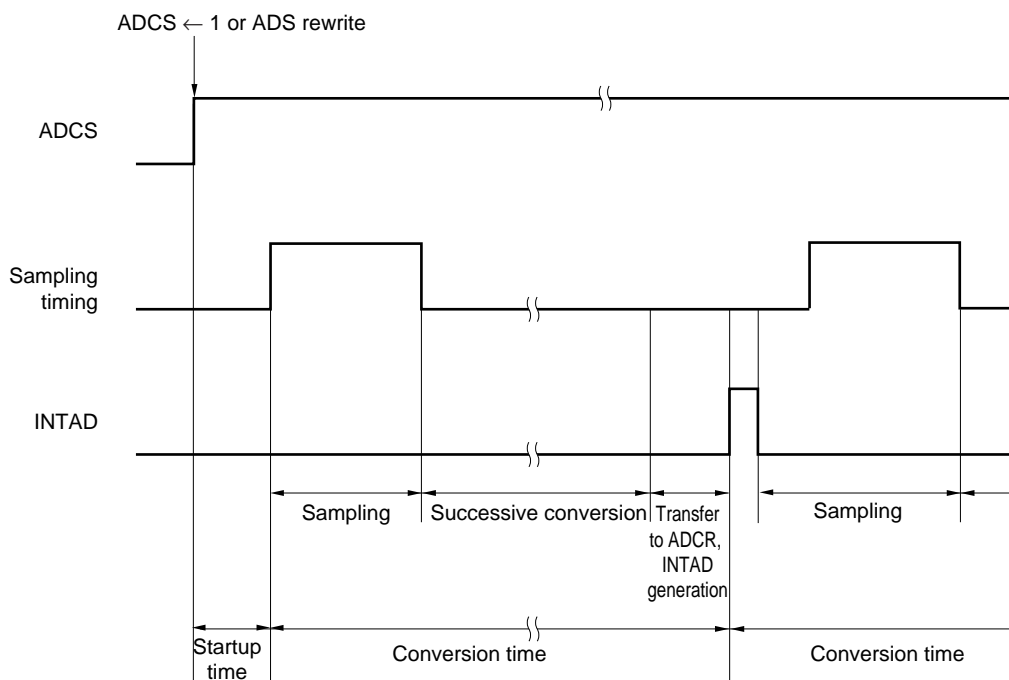 ADCS ← 1 or ADS rewrite
ADCS
Sampling
timing
INTAD
Sampling
Successive conversion
Transfer
to ADCR,
INTAD
generation
Sampling
Startup
time
Conversion time
Conversion time